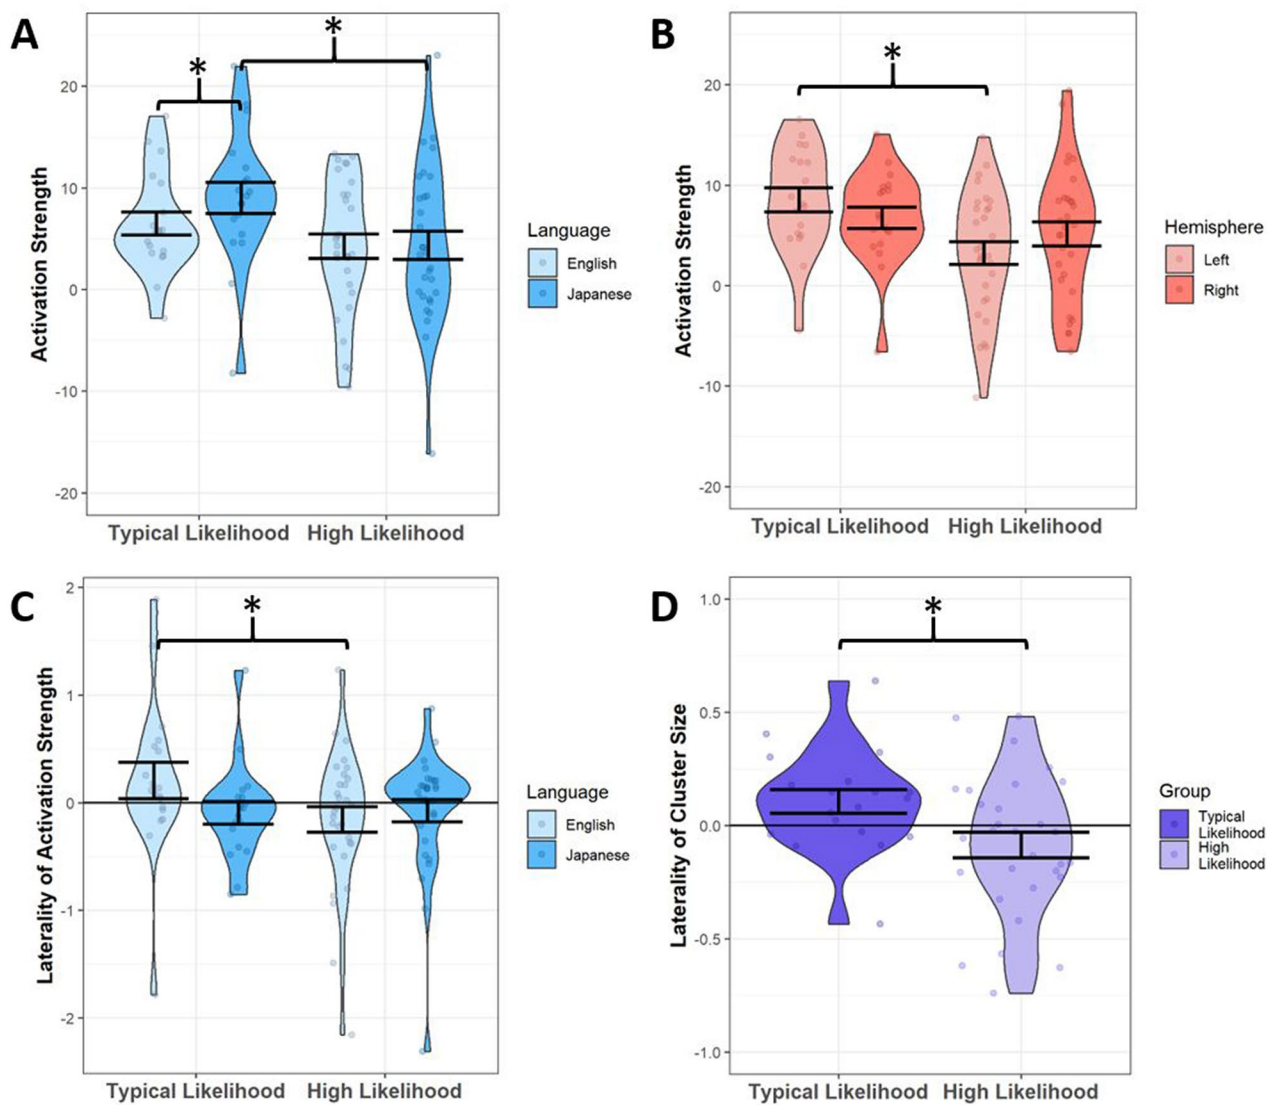 A
*
*
20
10
0
-10
-20
Activation Strength
Typical Likelihood
High Likelihood
Language
English
Japanese
B
*
20
10
0
-10
-20
Activation Strength
Typical Likelihood
High Likelihood
Hemisphere
Left
Right
C
*
2
1
0
-1
-2
Laterality of Activation Strength
Typical Likelihood
High Likelihood
Language
English
Japanese
D
*
1.0
0.5
0.0
-0.5
-1.0
Laterality of Cluster Size
Typical Likelihood
High Likelihood
Group
Typical
Likelihood
High
Likelihood